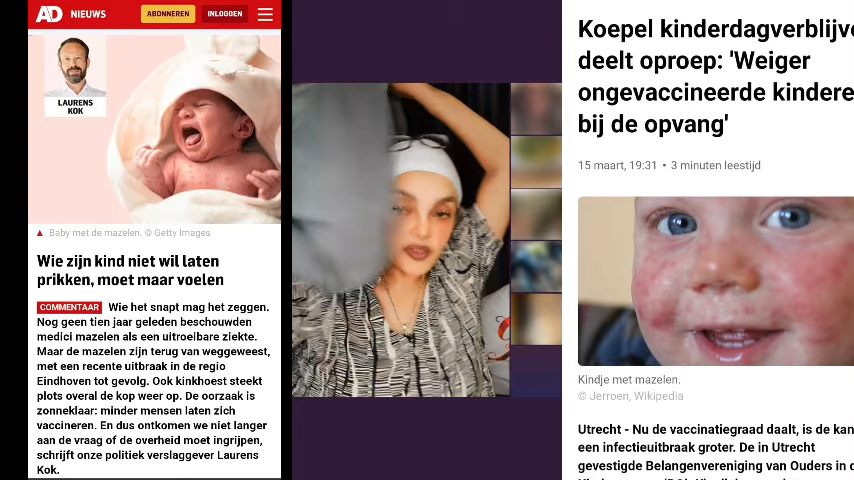 AD NIEUWS ABONNEREN INLOGGEN
LAURENS
KOK
Baby met de mazelen. © Getty Images
Wie zijn kind niet wil laten
prikken, moet maar voelen
COMMENTAAR Wie het snapt mag het zeggen.
Nog geen tien jaar geleden beschouwden
medici mazelen als een uitroeibare ziekte.
Maar de mazelen zijn terug van weggeweest,
met een recente uitbraak in de regio
Eindhoven tot gevolg. Ook kinkhoest steekt
plots overal de kop weer op. De oorzaak is
zonneklaar: minder mensen laten zich
vaccineren. En dus ontkomen we niet langer
aan de vraag of de overheid moet ingrijpen,
schrijft onze politiek verslaggever Laurens
Kok.
Koepel kinderdagverblijve
deelt oproep: 'Weiger
ongevaccineerde kindere
bij de opvang'
15 maart, 19:31 • 3 minuten leestijd
Kindje met mazelen.
© Jerroen, Wikipedia
Utrecht - Nu de vaccinatiegraad daalt, is de kan
een infectieuitbraak groter. De in Utrecht
gevestigde Belangenvereniging van Ouders in d